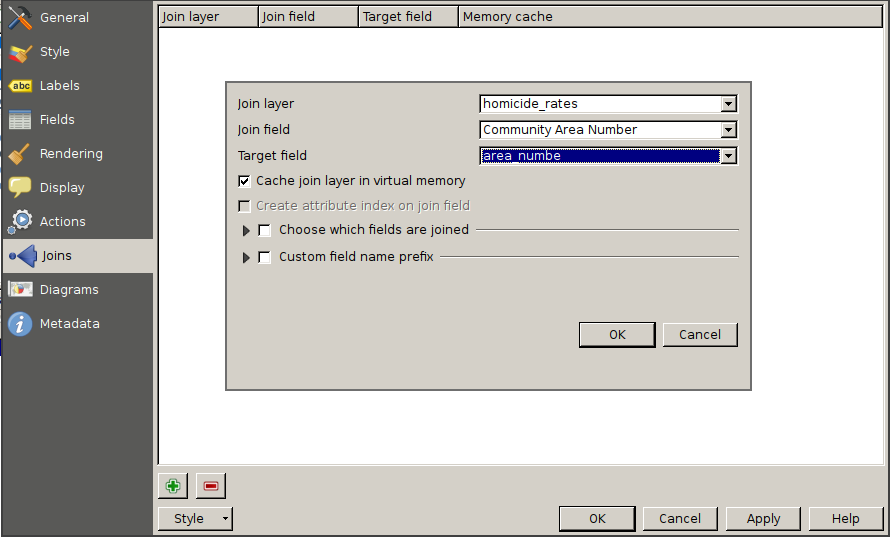 General
Style
Labels
Fields
Rendering
Display
Actions
Joins
Diagrams
Metadata
Join layer Join field Target field Memory cache
Join layer homicide_rates
Join field Community Area Number
Target field area_numbe
Cache join layer in virtual memory
Create attribute index on join field
Choose which fields are joined
Custom field name prefix
OK Cancel
Style OK Cancel Apply Help
abc